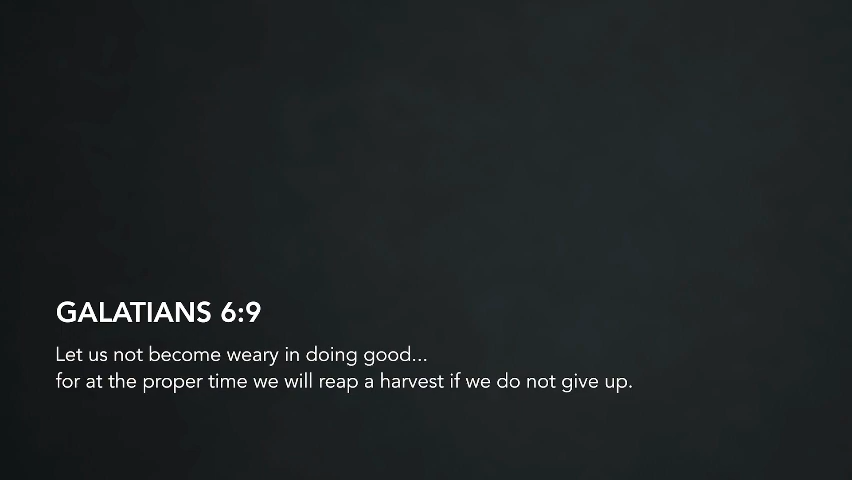 GALATIANS 6:9
Let us not become weary in doing good...
for at the proper time we will reap a harvest if we do not give up.